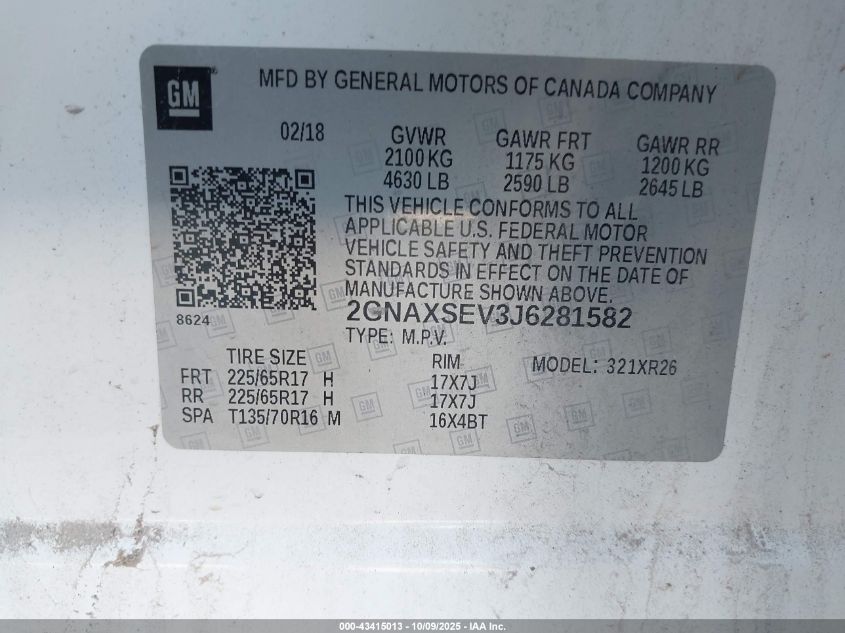 GM
MFD BY GENERAL MOTORS OF CANADA COMPANY
02/18 GVWR GAWR FRT GAWR RR
2100 KG 1175 KG 1200 KG
4630 LB 2590 LB 2645 LB
THIS VEHICLE CONFORMS TO ALL
APPLICABLE U.S. FEDERAL MOTOR
VEHICLE SAFETY AND THEFT PREVENTION
STANDARDS IN EFFECT ON THE DATE OF
MANUFACTURE SHOWN ABOVE.
8624 2GNAXSEV3J6281582
TYPE: M.P.V.
TIRE SIZE RIM MODEL: 321XR26
FRT 225/65R17 H 17X7J
RR 225/65R17 H 17X7J
SPA T135/70R16 M 16X4BT
000-43415013 - 10/09/2025 - IAA Inc.